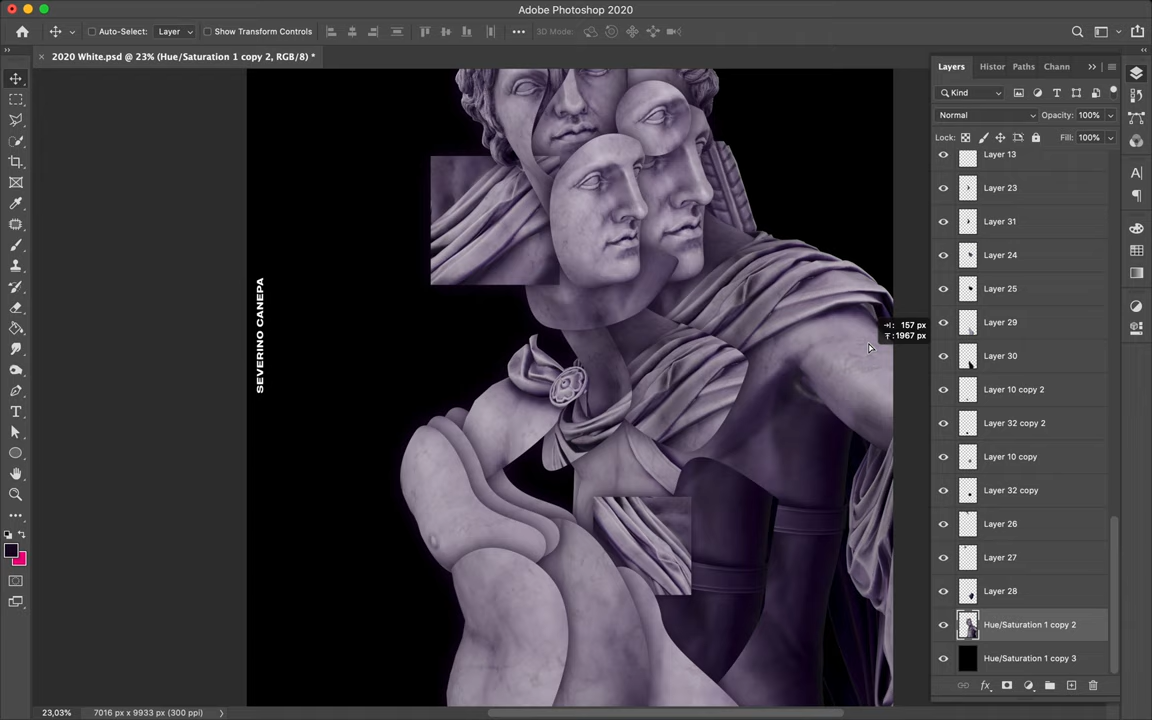 Adobe Photoshop 2020
Auto-Select:
Layer
Show Transform Controls
3D Mode:
2020 White.psd @ 23% (Hue/Saturation 1 copy 2, RGB/8) *
Layers
Histor
Paths
Chann
Kind
Normal
Opacity: 100%
Lock:
Fill: 100%
Layer 13
Layer 23
Layer 31
Layer 24
Layer 25
Layer 29
Layer 30
Layer 10 copy 2
Layer 32 copy 2
Layer 10 copy
Layer 32 copy
Layer 26
Layer 27
Layer 28
Hue/Saturation 1 copy 2
Hue/Saturation 1 copy 3
SEVERINO CANEPA
157 px
1967 px
23,03%
7016 px x 9933 px (300 ppi)